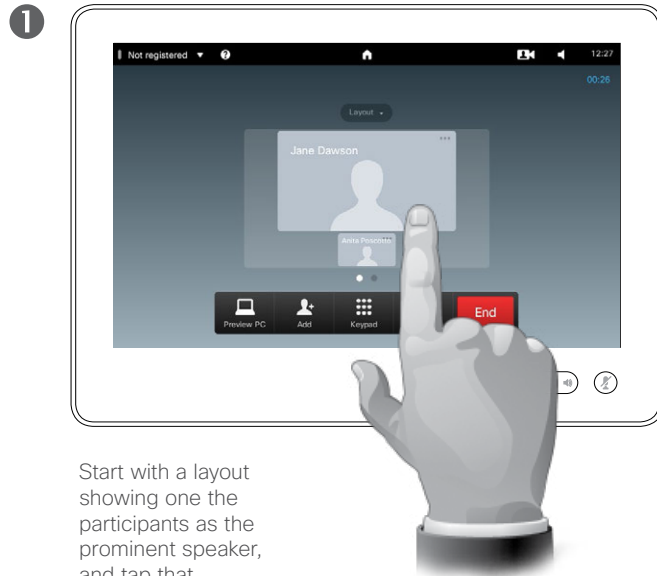 1
Not registered 12:27
00:26
Layout
Jane Dawson
Anna
Preview PC Add Keypad End
Start with a layout
showing one the
participants as the
prominent speaker,
and tap that